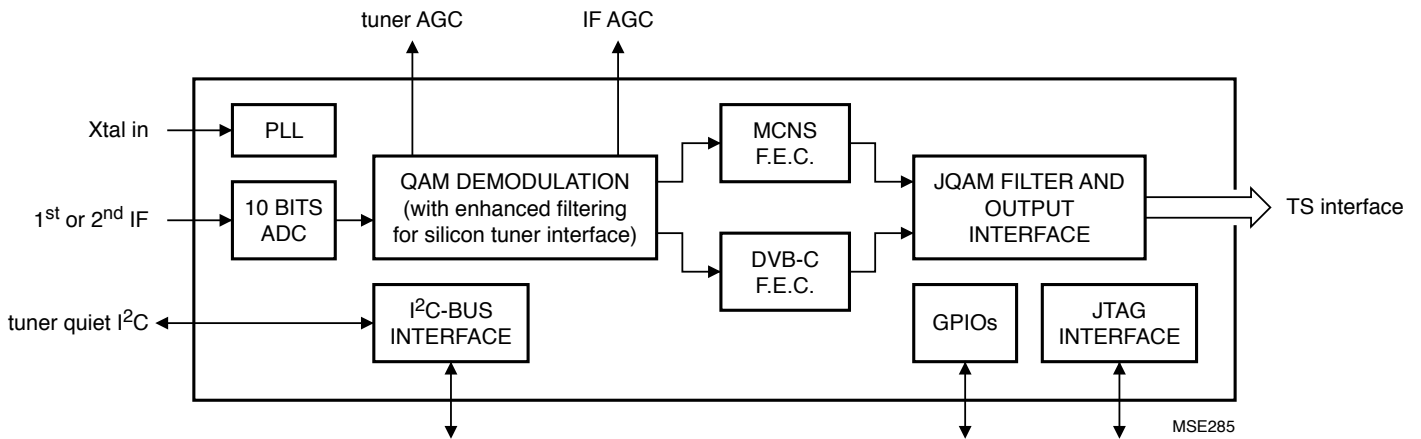 tuner AGC
IF AGC
Xtal in
PLL
MCNS
F.E.C.
1st or 2nd IF
10 BITS
ADC
QAM DEMODULATION
(with enhanced filtering
for silicon tuner interface)
JQAM FILTER AND
OUTPUT
INTERFACE
TS interface
DVB-C
F.E.C.
tuner quiet I2C
I2C-BUS
INTERFACE
GPIOs
JTAG
INTERFACE
MSE285